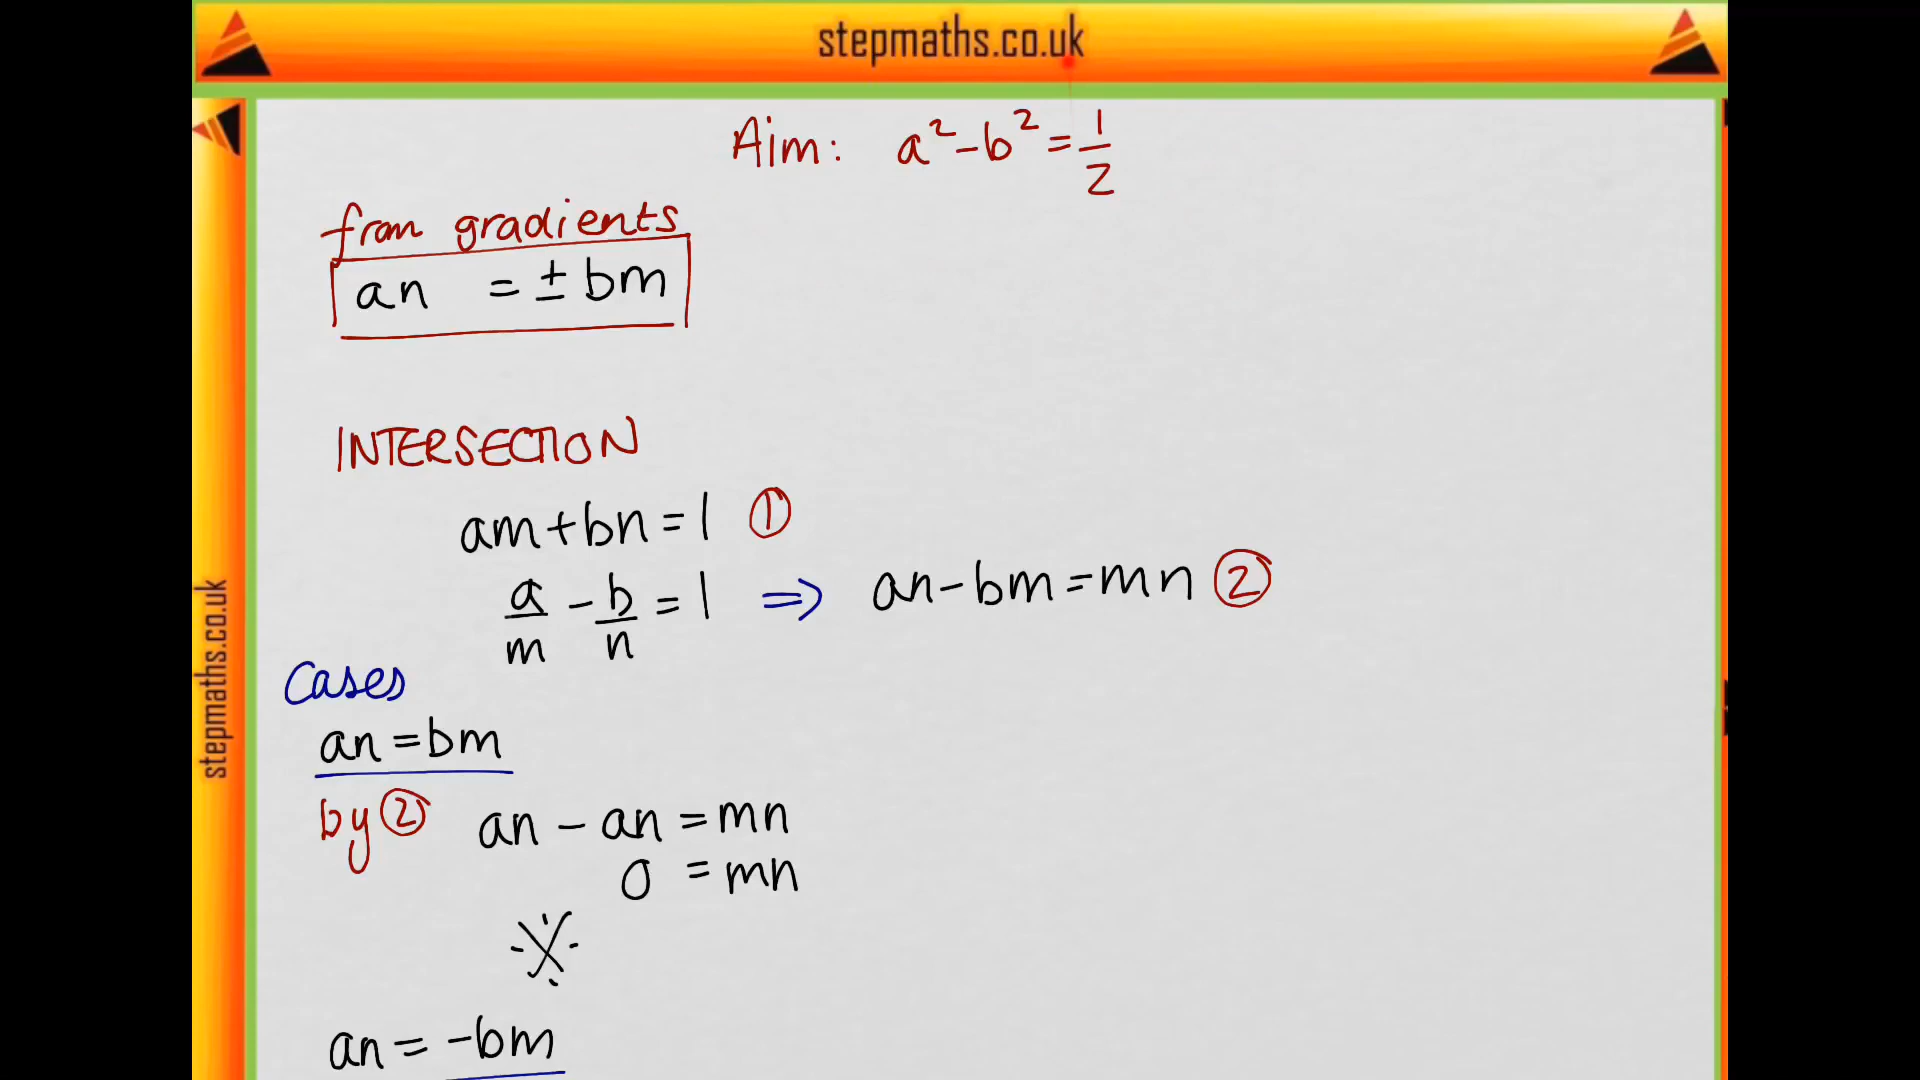 stepmaths.co.uk
stepmaths.co.uk
Aim: a² - b² = 1/2
from gradients
an = ± bm
INTERSECTION
am + bn = 1 ①
a/m - b/n = 1 ⇒ an - bm = mn ②
Cases
an = bm
by ② an - an = mn
0 = mn
an = -bm